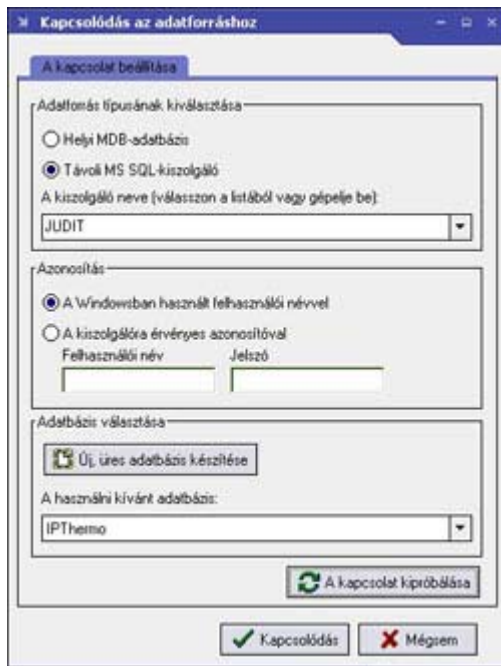 Kapcsolódás az adatforráshoz
A kapcsolat beállítása
Adatforrás típusának kiválasztása
Helyi MDB-adatbázis
Távoli MS SQL-kiszolgáló
A kiszolgáló neve (válasszon a listából vagy gépelje be):
JUDIT
Azonosítás
A Windowsban használt felhasználói névvel
A kiszolgálóra érvényes azonosítóval
Felhasználói név Jelszó
Adatbázis választása
Új, üres adatbázis készítése
A használni kívánt adatbázis:
IPThermo
A kapcsolat kipróbálása
Kapcsolódás Mégsem